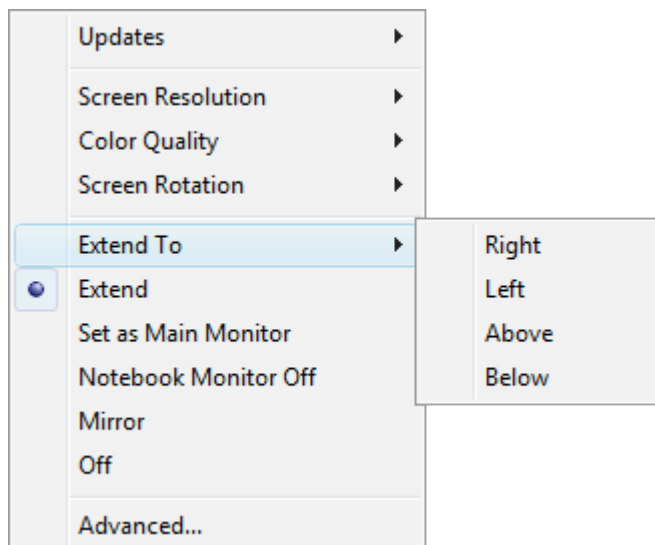 Updates
Screen Resolution
Color Quality
Screen Rotation
Extend To
Extend
Set as Main Monitor
Notebook Monitor Off
Mirror
Off
Advanced...
Right
Left
Above
Below